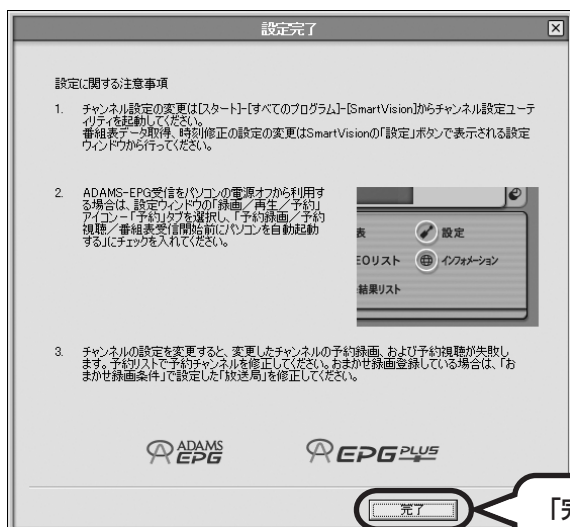 設定完了
設定に関する注意事項
1. チャンネル設定の変更は[スタート]-[すべてのプログラム]-[SmartVision]からチャンネル設定ユーテ
ィリティを起動してください。
番組表データ取得、時刻修正の設定の変更はSmartVisionの「設定」ボタンで表示される設定
ウィンドウから行ってください。
2. ADAMS-EPG受信をパソコンの電源オフから利用す
る場合は、設定ウィンドウの「録画／再生／予約」
アイコン－「予約」タブを選択し、「予約録画／予約
視聴／番組表受信開始前にパソコンを自動起動
する」にチェックを入れてください。
表 設定
EOリスト インフォメーション
結果リスト
3. チャンネルの設定を変更すると、変更したチャンネルの予約録画、および予約視聴が失敗し
ます。予約リストで予約チャンネルを修正してください。おまかせ録画登録している場合は、「お
まかせ録画条件」で設定した「放送局」を修正してください。
ADAMS
EPG
EPG PLUS
完了
「完